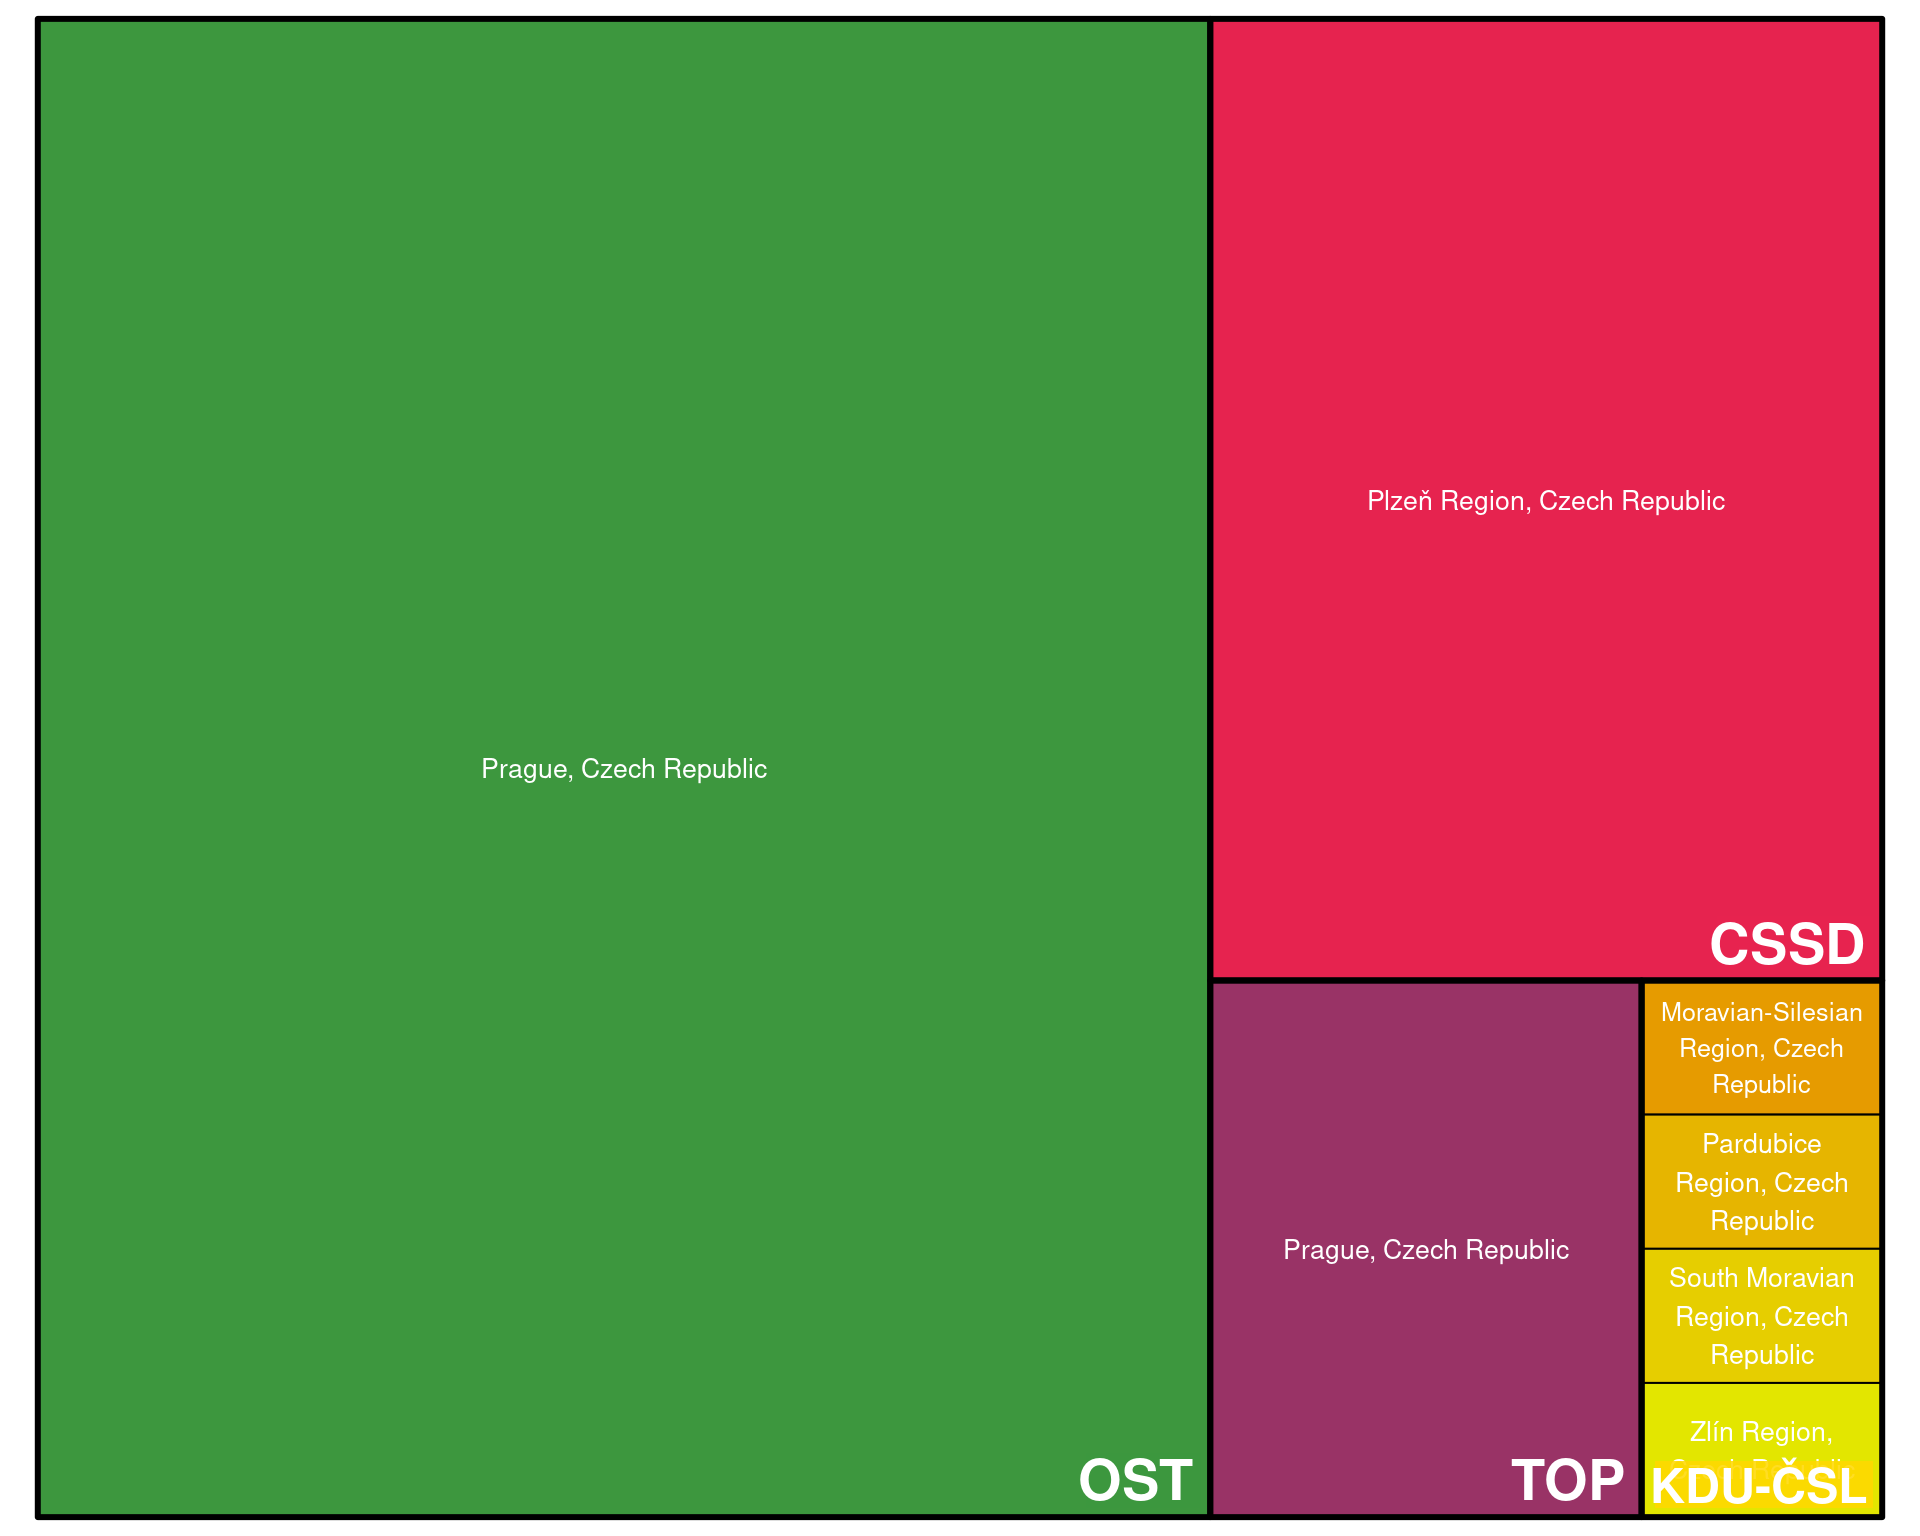 Prague, Czech Republic
OST
Plzeň Region, Czech Republic
CSSD
Prague, Czech Republic
TOP
Moravian-Silesian
Region, Czech
Republic
Pardubice
Region, Czech
Republic
South Moravian
Region, Czech
Republic
Zlín Region,
KDU-ČSL